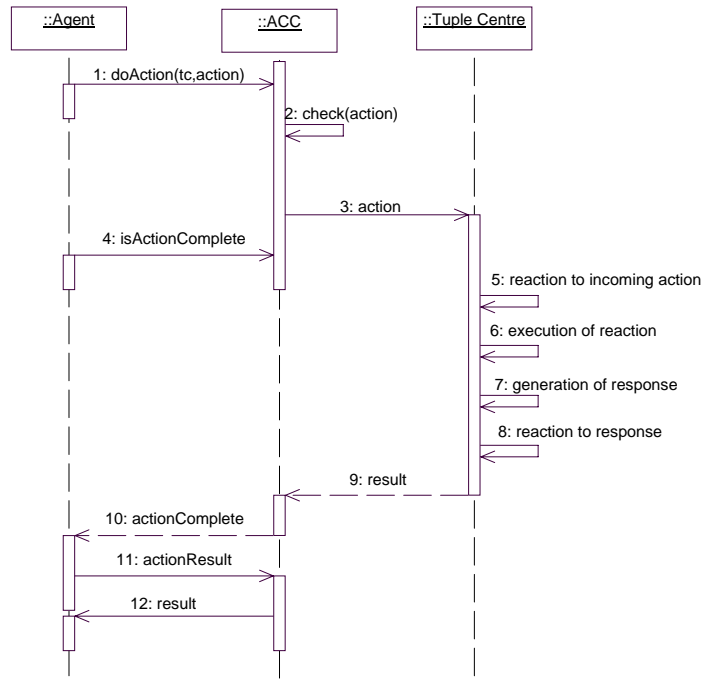 ::Agent
::ACC
::Tuple Centre
1: doAction(tc,action)
2: check(action)
3: action
4: isActionComplete
5: reaction to incoming action
6: execution of reaction
7: generation of response
8: reaction to response
9: result
10: actionComplete
11: actionResult
12: result